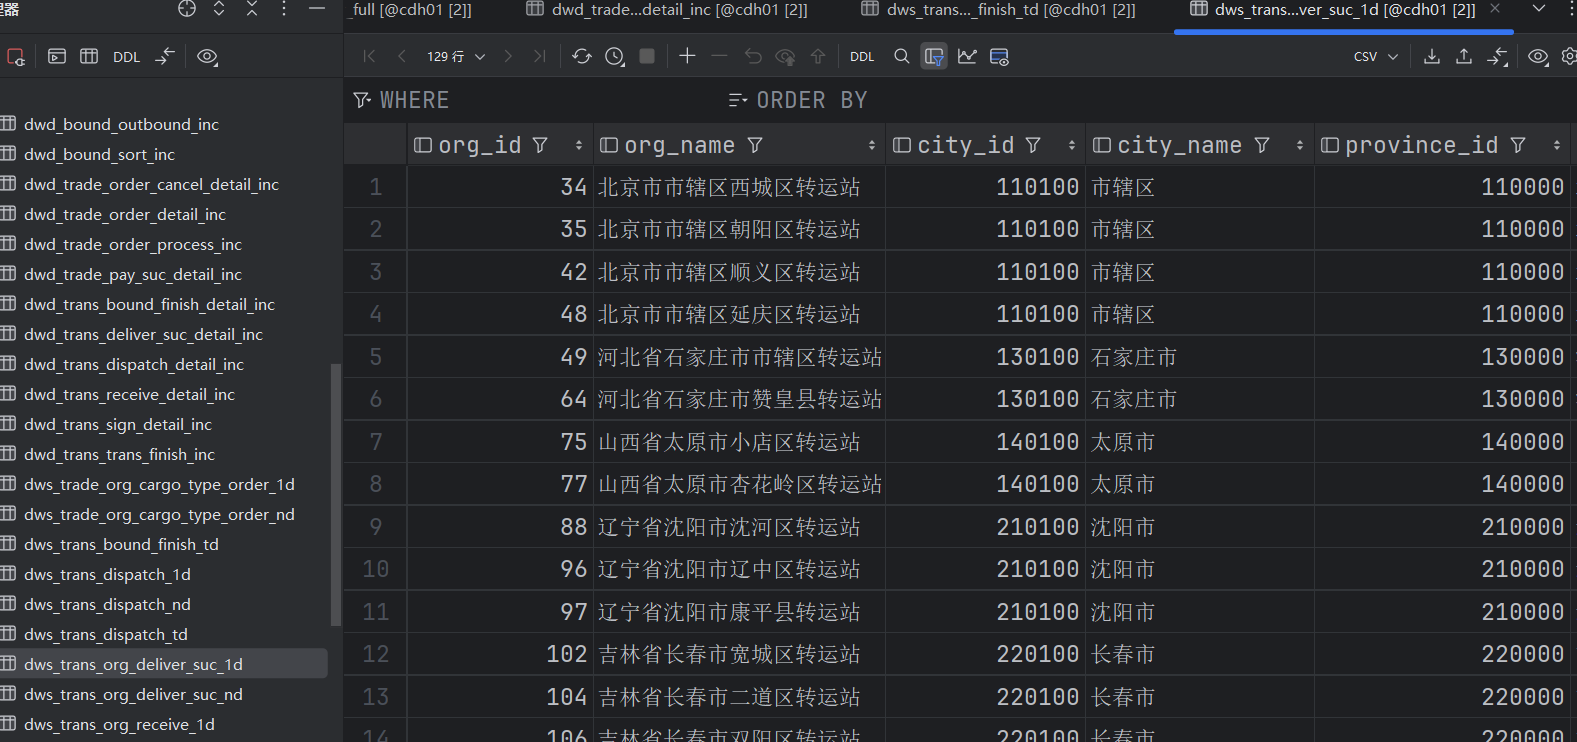 理器
_full [@cdh01 [2]]
dwd_trade...detail_inc [@cdh01 [2]]
dws_trans..._finish_td [@cdh01 [2]]
dws_trans...ver_suc_1d [@cdh01 [2]]
DDL
129 行
DDL
CSV
WHERE
ORDER BY
dwd_bound_outbound_inc
dwd_bound_sort_inc
dwd_trade_order_cancel_detail_inc
dwd_trade_order_detail_inc
dwd_trade_order_process_inc
dwd_trade_pay_suc_detail_inc
dwd_trans_bound_finish_detail_inc
dwd_trans_deliver_suc_detail_inc
dwd_trans_dispatch_detail_inc
dwd_trans_receive_detail_inc
dwd_trans_sign_detail_inc
dwd_trans_trans_finish_inc
dws_trade_org_cargo_type_order_1d
dws_trade_org_cargo_type_order_nd
dws_trans_bound_finish_td
dws_trans_dispatch_1d
dws_trans_dispatch_nd
dws_trans_dispatch_td
dws_trans_org_deliver_suc_1d
dws_trans_org_deliver_suc_nd
dws_trans_org_receive_1d
org_id org_name city_id city_name province_id
1 34 北京市市辖区西城区转运站 110100 市辖区 110000
2 35 北京市市辖区朝阳区转运站 110100 市辖区 110000
3 42 北京市市辖区顺义区转运站 110100 市辖区 110000
4 48 北京市市辖区延庆区转运站 110100 市辖区 110000
5 49 河北省石家庄市市辖区转运站 130100 石家庄市 130000
6 64 河北省石家庄市赞皇县转运站 130100 石家庄市 130000
7 75 山西省太原市小店区转运站 140100 太原市 140000
8 77 山西省太原市杏花岭区转运站 140100 太原市 140000
9 88 辽宁省沈阳市沈河区转运站 210100 沈阳市 210000
10 96 辽宁省沈阳市辽中区转运站 210100 沈阳市 210000
11 97 辽宁省沈阳市康平县转运站 210100 沈阳市 210000
12 102 吉林省长春市宽城区转运站 220100 长春市 220000
13 104 吉林省长春市二道区转运站 220100 长春市 220000
14 106 吉林省长春市双阳区转运站 220100 长春市 220000